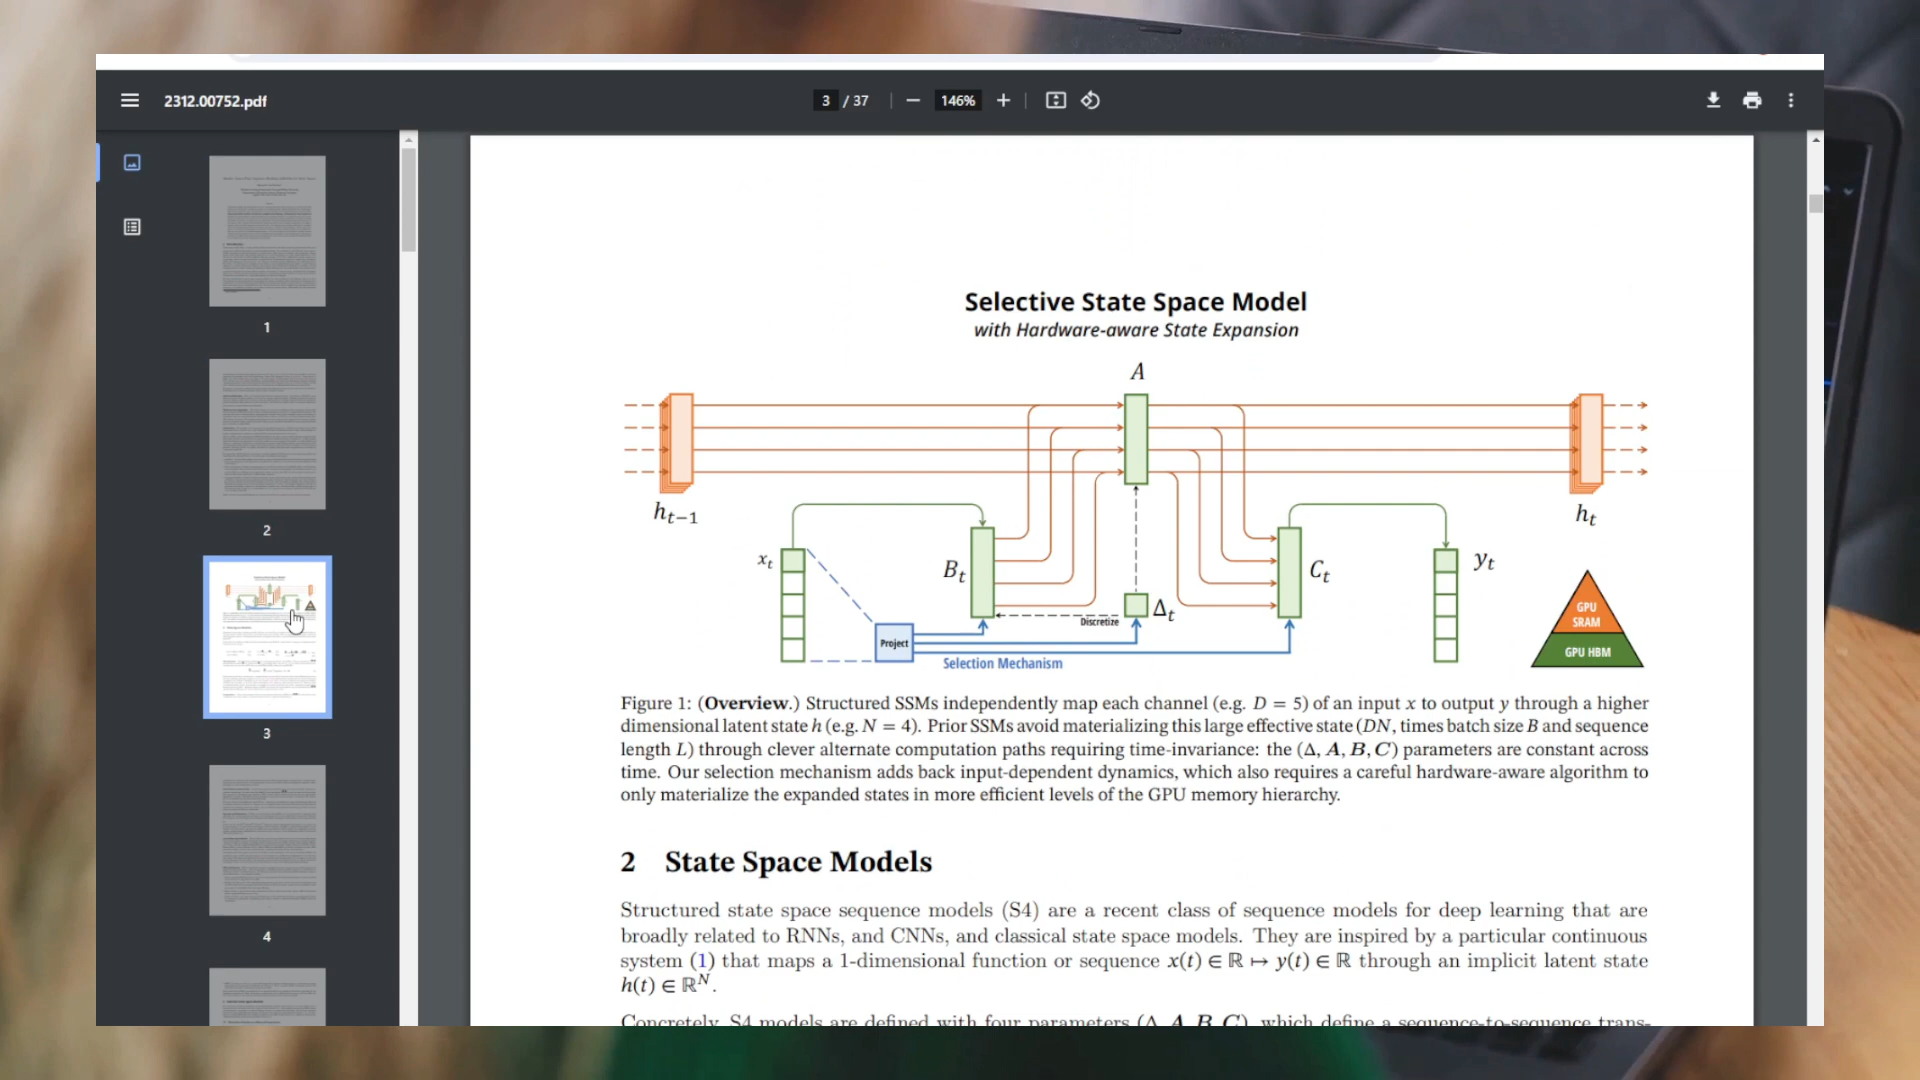 2312.00752.pdf
3 / 37
146%
1
2
3
4
Selective State Space Model
with Hardware-aware State Expansion
A
h_{t−1}
h_t
x_t
B_t
C_t
y_t
Δ_t
Discretize
Project
Selection Mechanism
GPU
SRAM
GPU HBM
Figure 1: (Overview.) Structured SSMs independently map each channel (e.g. D = 5) of an input x to output y through a higher
dimensional latent state h (e.g. N = 4). Prior SSMs avoid materializing this large effective state (DN, times batch size B and sequence
length L) through clever alternate computation paths requiring time-invariance: the (Δ, A, B, C) parameters are constant across
time. Our selection mechanism adds back input-dependent dynamics, which also requires a careful hardware-aware algorithm to
only materialize the expanded states in more efficient levels of the GPU memory hierarchy.
2 State Space Models
Structured state space sequence models (S4) are a recent class of sequence models for deep learning that are
broadly related to RNNs, and CNNs, and classical state space models. They are inspired by a particular continuous
system (1) that maps a 1-dimensional function or sequence x(t) ∈ ℝ ↦ y(t) ∈ ℝ through an implicit latent state
h(t) ∈ ℝ^N.
Concretely, S4 models are defined with four parameters (Δ, A, B, C), which define a sequence-to-sequence trans-